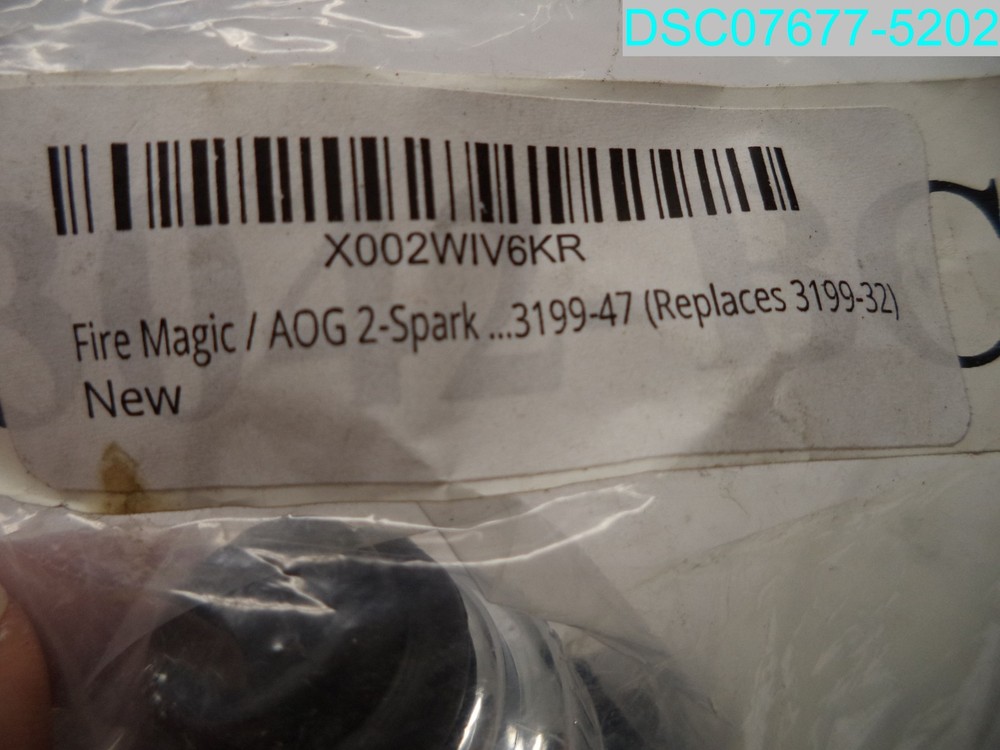 DSC07677-5202
X002WIV6KR
Fire Magic / AOG 2-Spark ...3199-47 (Replaces 3199-32)
New